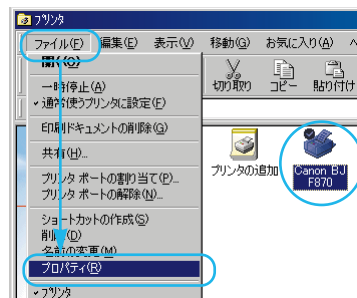 プリンタ
ファイル(F) 編集(E) 表示(V) 移動(G) お気に入り(A) ヘ
開く(O)
一時停止(A)
通常使うプリンタに設定(F)
印刷ドキュメントの削除(G)
共有(H)...
プリンタ ポートの割り当て(P)...
プリンタ ポートの解除(N)...
ショートカットの作成(S)
削除(D)
名前の変更(M)
プロパティ(R)
プリンタ
切り取り コピー 貼り付け
プリンタの追加
Canon BJ
F870